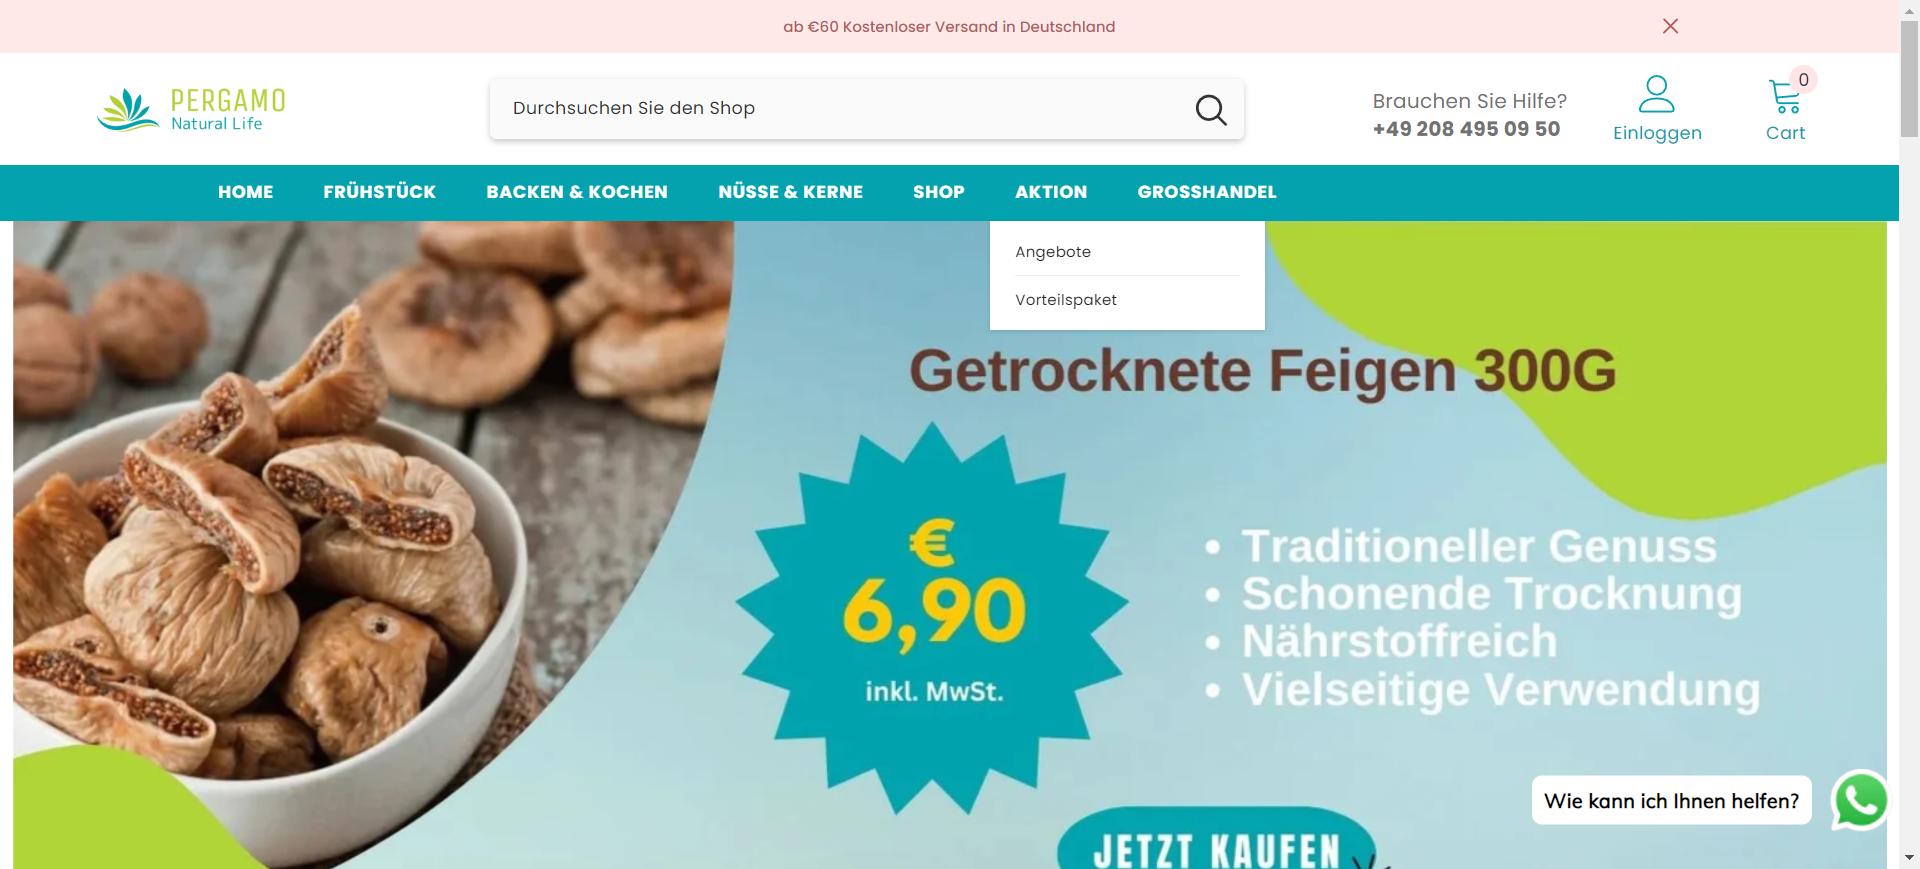 ab €60 Kostenloser Versand in Deutschland
PERGAMO
Natural Life
Durchsuchen Sie den Shop
Brauchen Sie Hilfe?
+49 208 495 09 50
Einloggen
0
Cart
HOME FRÜHSTÜCK BACKEN & KOCHEN NÜSSE & KERNE SHOP AKTION GROSSHANDEL
Angebote
Vorteilspaket
Getrocknete Feigen 300G
€
6,90
inkl. MwSt.
• Traditioneller Genuss
• Schonende Trocknung
• Nährstoffreich
• Vielseitige Verwendung
Wie kann ich Ihnen helfen?
JETZT KAUFEN